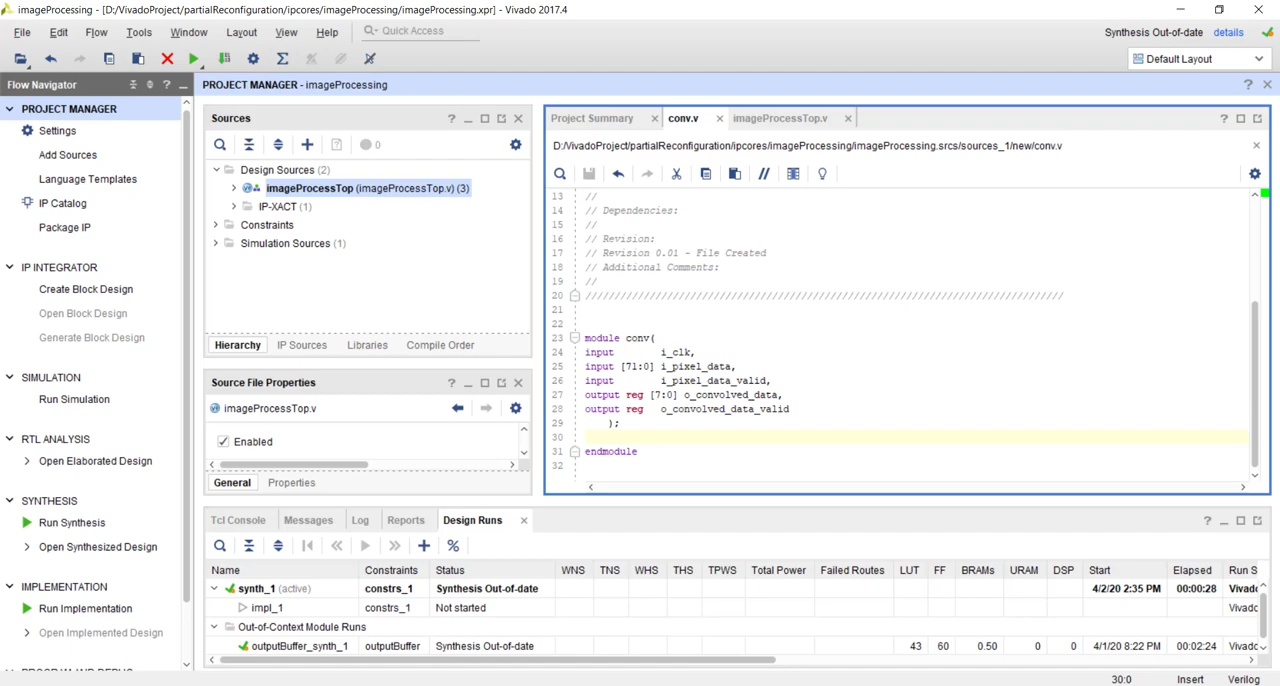 imageProcessing - [D:/VivadoProject/partialReconfiguration/ipcores/imageProcessing/imageProcessing.xpr] - Vivado 2017.4
File Edit Flow Tools Window Layout View Help Quick Access
Synthesis Out-of-date details
Default Layout
Flow Navigator
PROJECT MANAGER - imageProcessing
PROJECT MANAGER
Settings
Add Sources
Language Templates
IP Catalog
Package IP
IP INTEGRATOR
Create Block Design
Open Block Design
Generate Block Design
SIMULATION
Run Simulation
RTL ANALYSIS
Open Elaborated Design
SYNTHESIS
Run Synthesis
Open Synthesized Design
IMPLEMENTATION
Run Implementation
Open Implemented Design
Sources
0
Design Sources (2)
imageProcessTop (imageProcessTop.v) (3)
IP-XACT (1)
Constraints
Simulation Sources (1)
Hierarchy IP Sources Libraries Compile Order
Source File Properties
imageProcessTop.v
Enabled
General Properties
Project Summary conv.v imageProcessTop.v
D:/VivadoProject/partialReconfiguration/ipcores/imageProcessing/imageProcessing.srcs/sources_1/new/conv.v
13 //
14 // Dependencies:
15 //
16 // Revision:
17 // Revision 0.01 - File Created
18 // Additional Comments:
19 //
20 //////////////////////////////////////////////////////////////////////////////////
21
22
23 module conv(
24 input i_clk,
25 input [71:0] i_pixel_data,
26 input i_pixel_data_valid,
27 output reg [7:0] o_convolved_data,
28 output reg o_convolved_data_valid
29 );
30
31 endmodule
32
Tcl Console Messages Log Reports Design Runs
Name Constraints Status WNS TNS WHS THS TPWS Total Power Failed Routes LUT FF BRAMs URAM DSP Start Elapsed Run S
synth_1 (active) constrs_1 Synthesis Out-of-date 4/2/20 2:35 PM 00:00:28 Vivado
impl_1 constrs_1 Not started Vivado
Out-of-Context Module Runs
outputBuffer_synth_1 outputBuffer Synthesis Out-of-date 43 60 0.50 0 0 4/1/20 8:22 PM 00:02:24 Vivado
30:0 Insert Verilog